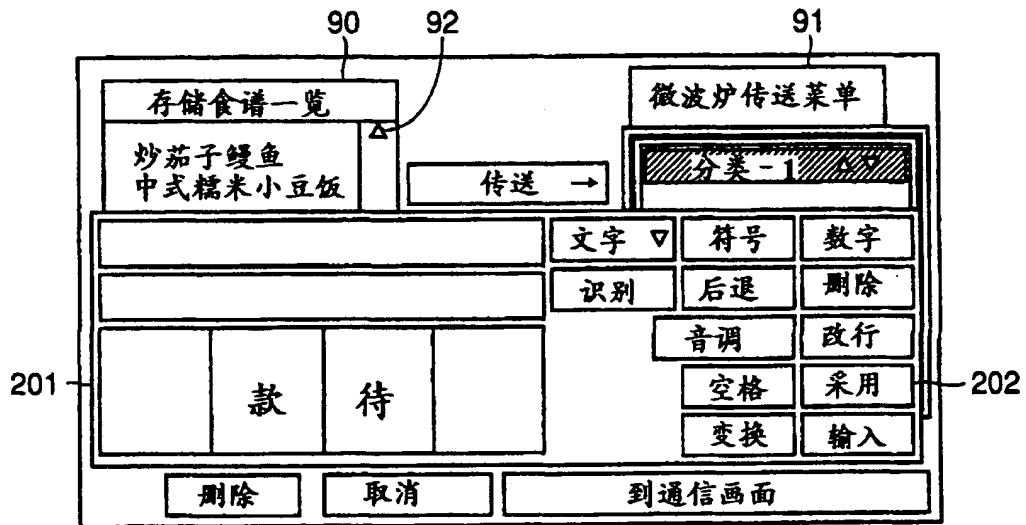 90 92 91
存储食谱一览 微波炉传送菜单
△
炒茄子鳗鱼
中式糯米小豆饭
传送 →
分类-1 △▽
文字 ▽ 符号 数字
识别 后退 删除
音调 改行
201 款 待 空格 采用 202
变换 输入
删除 取消 到通信画面